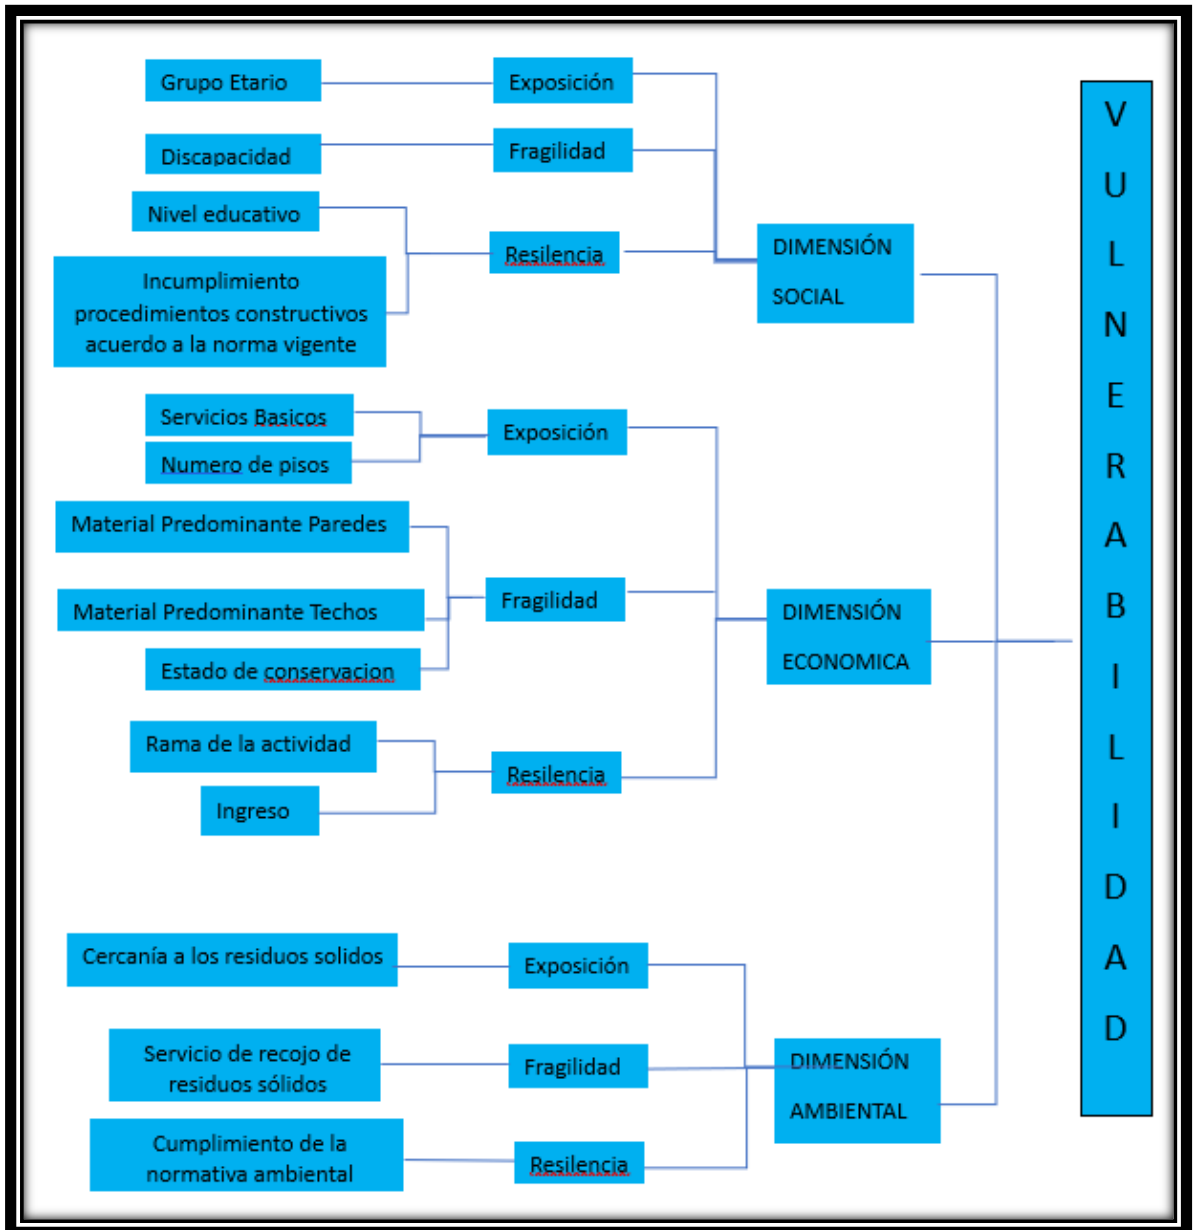 Grupo Etario
Exposición
Discapacidad
Fragilidad
Nivel educativo
Resilencia
Incumplimiento
procedimientos constructivos
acuerdo a la norma vigente
DIMENSIÓN
SOCIAL
Servicios Basicos
Numero de pisos
Exposición
Material Predominante Paredes
Material Predominante Techos
Estado de conservacion
Fragilidad
Rama de la actividad
Ingreso
Resilencia
DIMENSIÓN
ECONOMICA
Cercanía a los residuos solidos
Exposición
Servicio de recojo de
residuos sólidos
Fragilidad
Cumplimiento de la
normativa ambiental
Resilencia
DIMENSIÓN
AMBIENTAL
VULNERABILIDAD